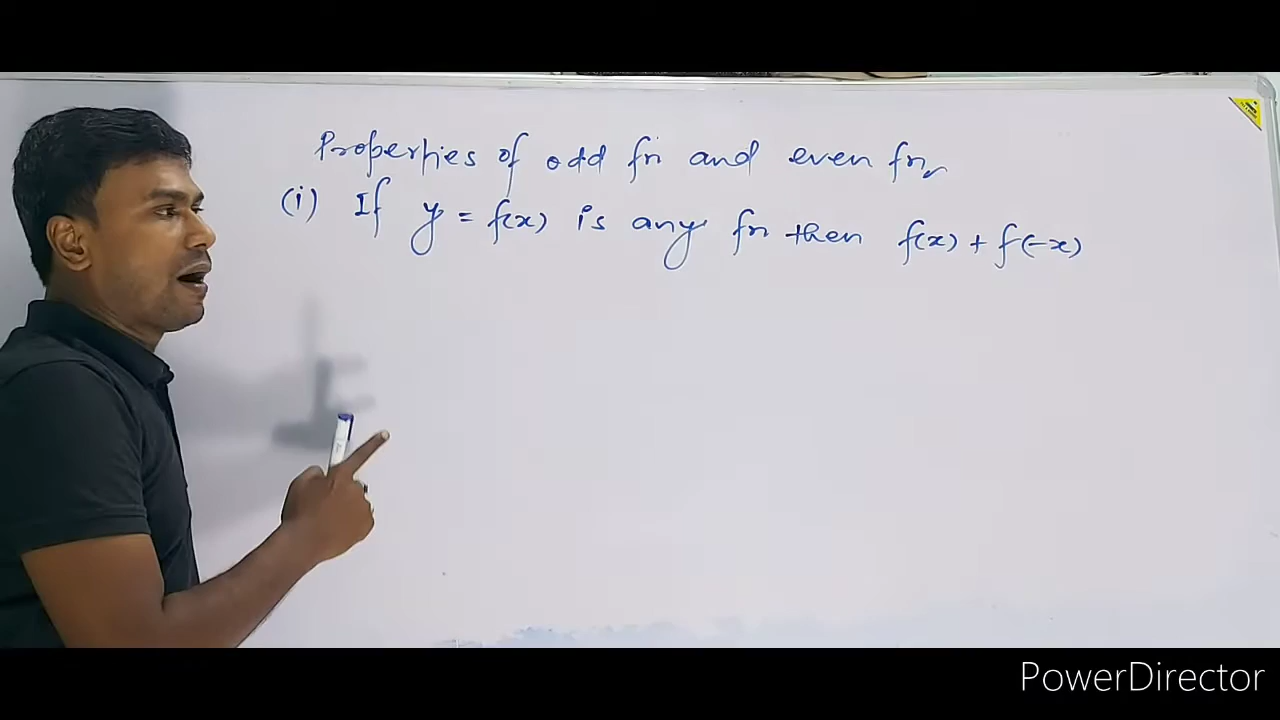 Properties of odd fn and even fn
(i) If y = f(x) is any fn then f(x) + f(-x)
PowerDirector